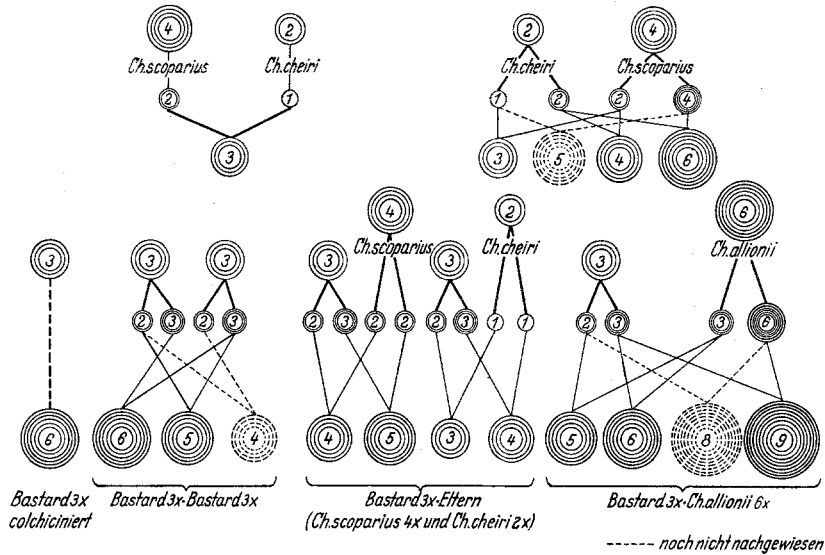 4 2 2 4
Ch.scoparius Ch.cheiri Ch.cheiri Ch.scoparius
2 1 1 2 2 4
3 3 5 4 6
4 2 6
Ch.scoparius Ch.cheiri Ch.allionii
3 3 3 3 3 3
2 3 2 3 2 3 2 2 2 3 1 1 2 3 3 6
6 6 5 4 4 5 3 4 5 6 8 9
Bastard 3x Bastard 3x·Bastard 3x Bastard 3x·Eltern Bastard 3x·Ch.allionii 6x
colchiciniert (Ch.scoparius 4x und Ch.cheiri 2x)
noch nicht nachgewiesen